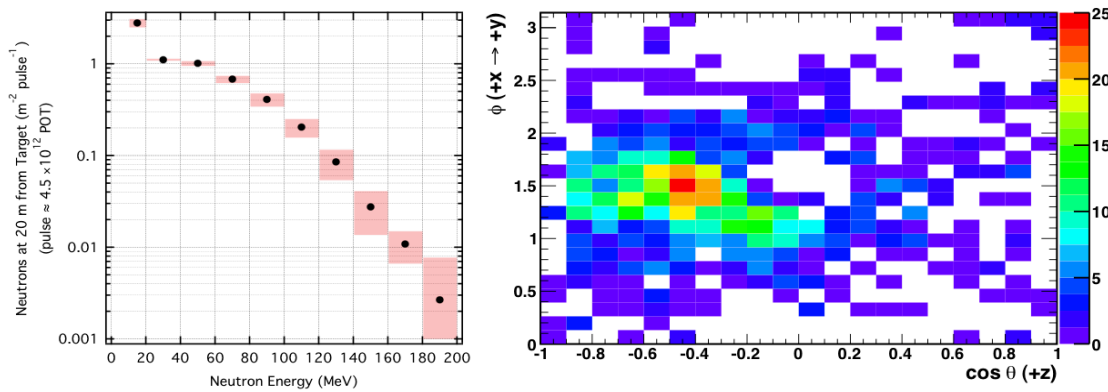 Neutrons at 20 m from Target (m⁻² pulse⁻¹)
(pulse ≈ 4.5 × 10¹² POT)
1
0.1
0.01
0.001
0 20 40 60 80 100 120 140 160 180 200
Neutron Energy (MeV)
ϕ (+x → +y)
3
2.5
2
1.5
1
0.5
0
-1 -0.8 -0.6 -0.4 -0.2 0 0.2 0.4 0.6 0.8 1
cos θ (+z)
25
20
15
10
5
0